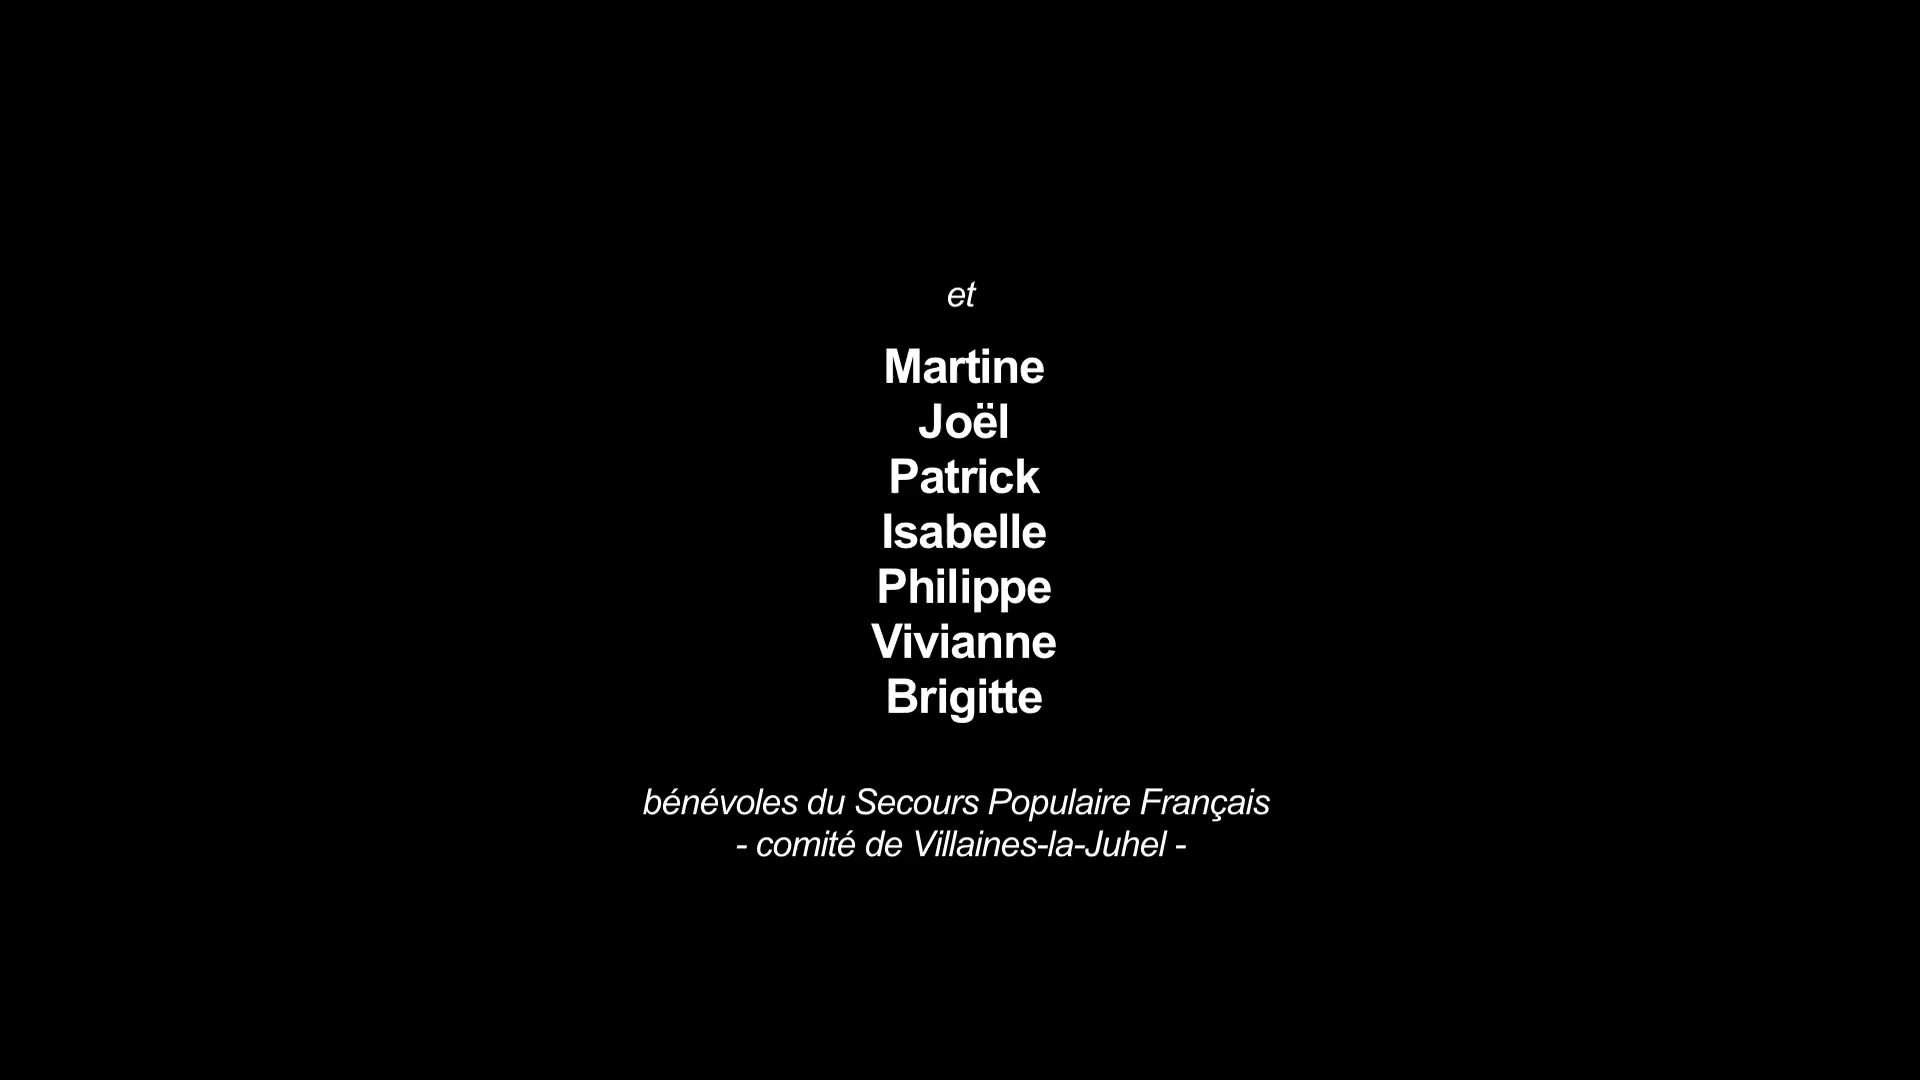 et
Martine
Joël
Patrick
Isabelle
Philippe
Vivianne
Brigitte
bénévoles du Secours Populaire Français
- comité de Villaines-la-Juhel -